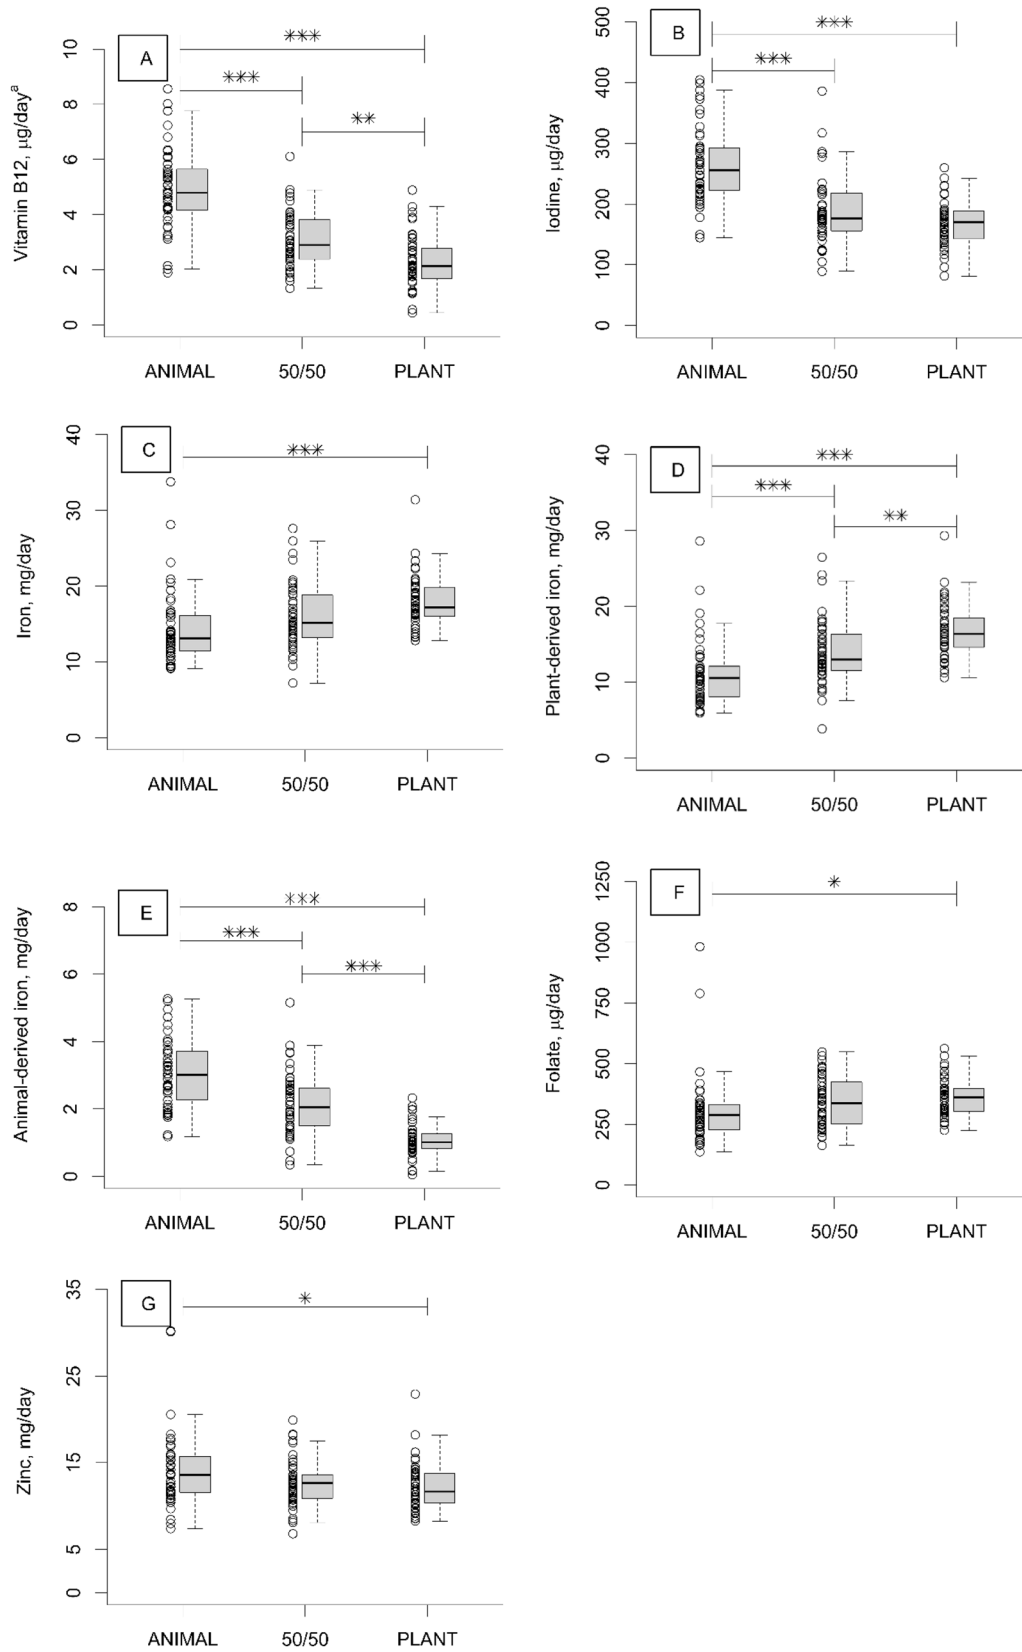 A
Vitamin B12, μg/dayᵃ
10
8
6
4
2
0
***
***
**
ANIMAL 50/50 PLANT
B
Iodine, μg/day
500
400
300
200
100
0
***
***
ANIMAL 50/50 PLANT
C
Iron, mg/day
40
30
20
10
0
***
ANIMAL 50/50 PLANT
D
Plant-derived iron, mg/day
40
30
20
10
0
***
***
**
ANIMAL 50/50 PLANT
E
Animal-derived iron, mg/day
8
6
4
2
0
***
***
***
ANIMAL 50/50 PLANT
F
Folate, μg/day
1250
1000
750
500
250
0
*
ANIMAL 50/50 PLANT
G
Zinc, mg/day
35
25
15
5
0
*
ANIMAL 50/50 PLANT